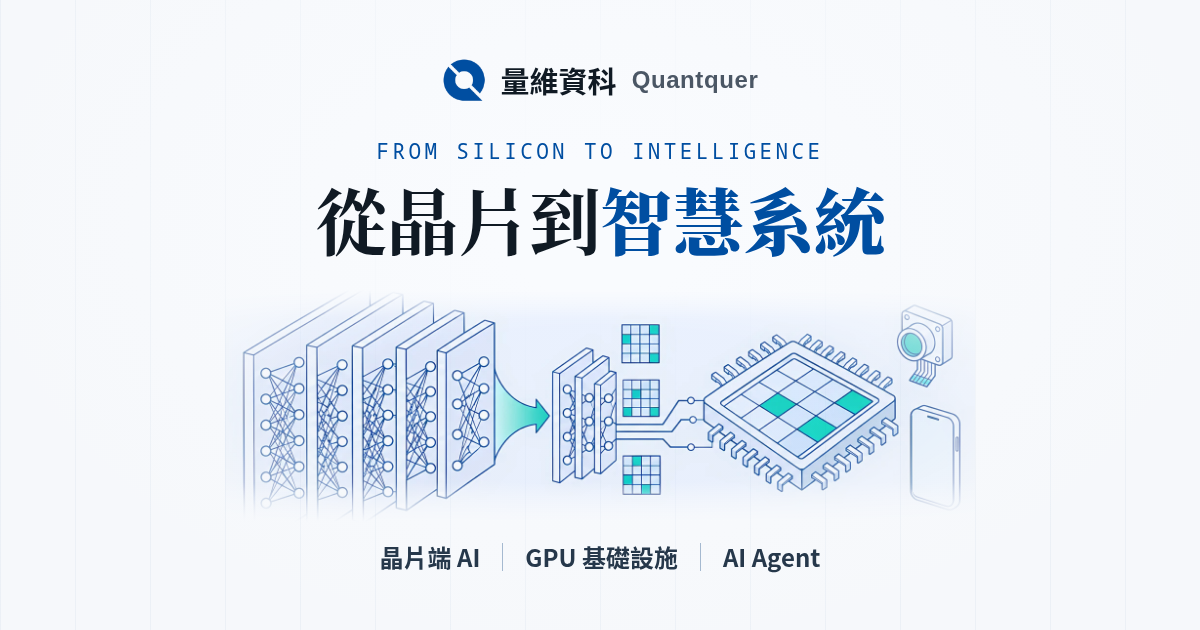 量維資科 Quantquer
FROM SILICON TO INTELLIGENCE
從晶片到智慧系統
晶片端 AI | GPU 基礎設施 | AI Agent